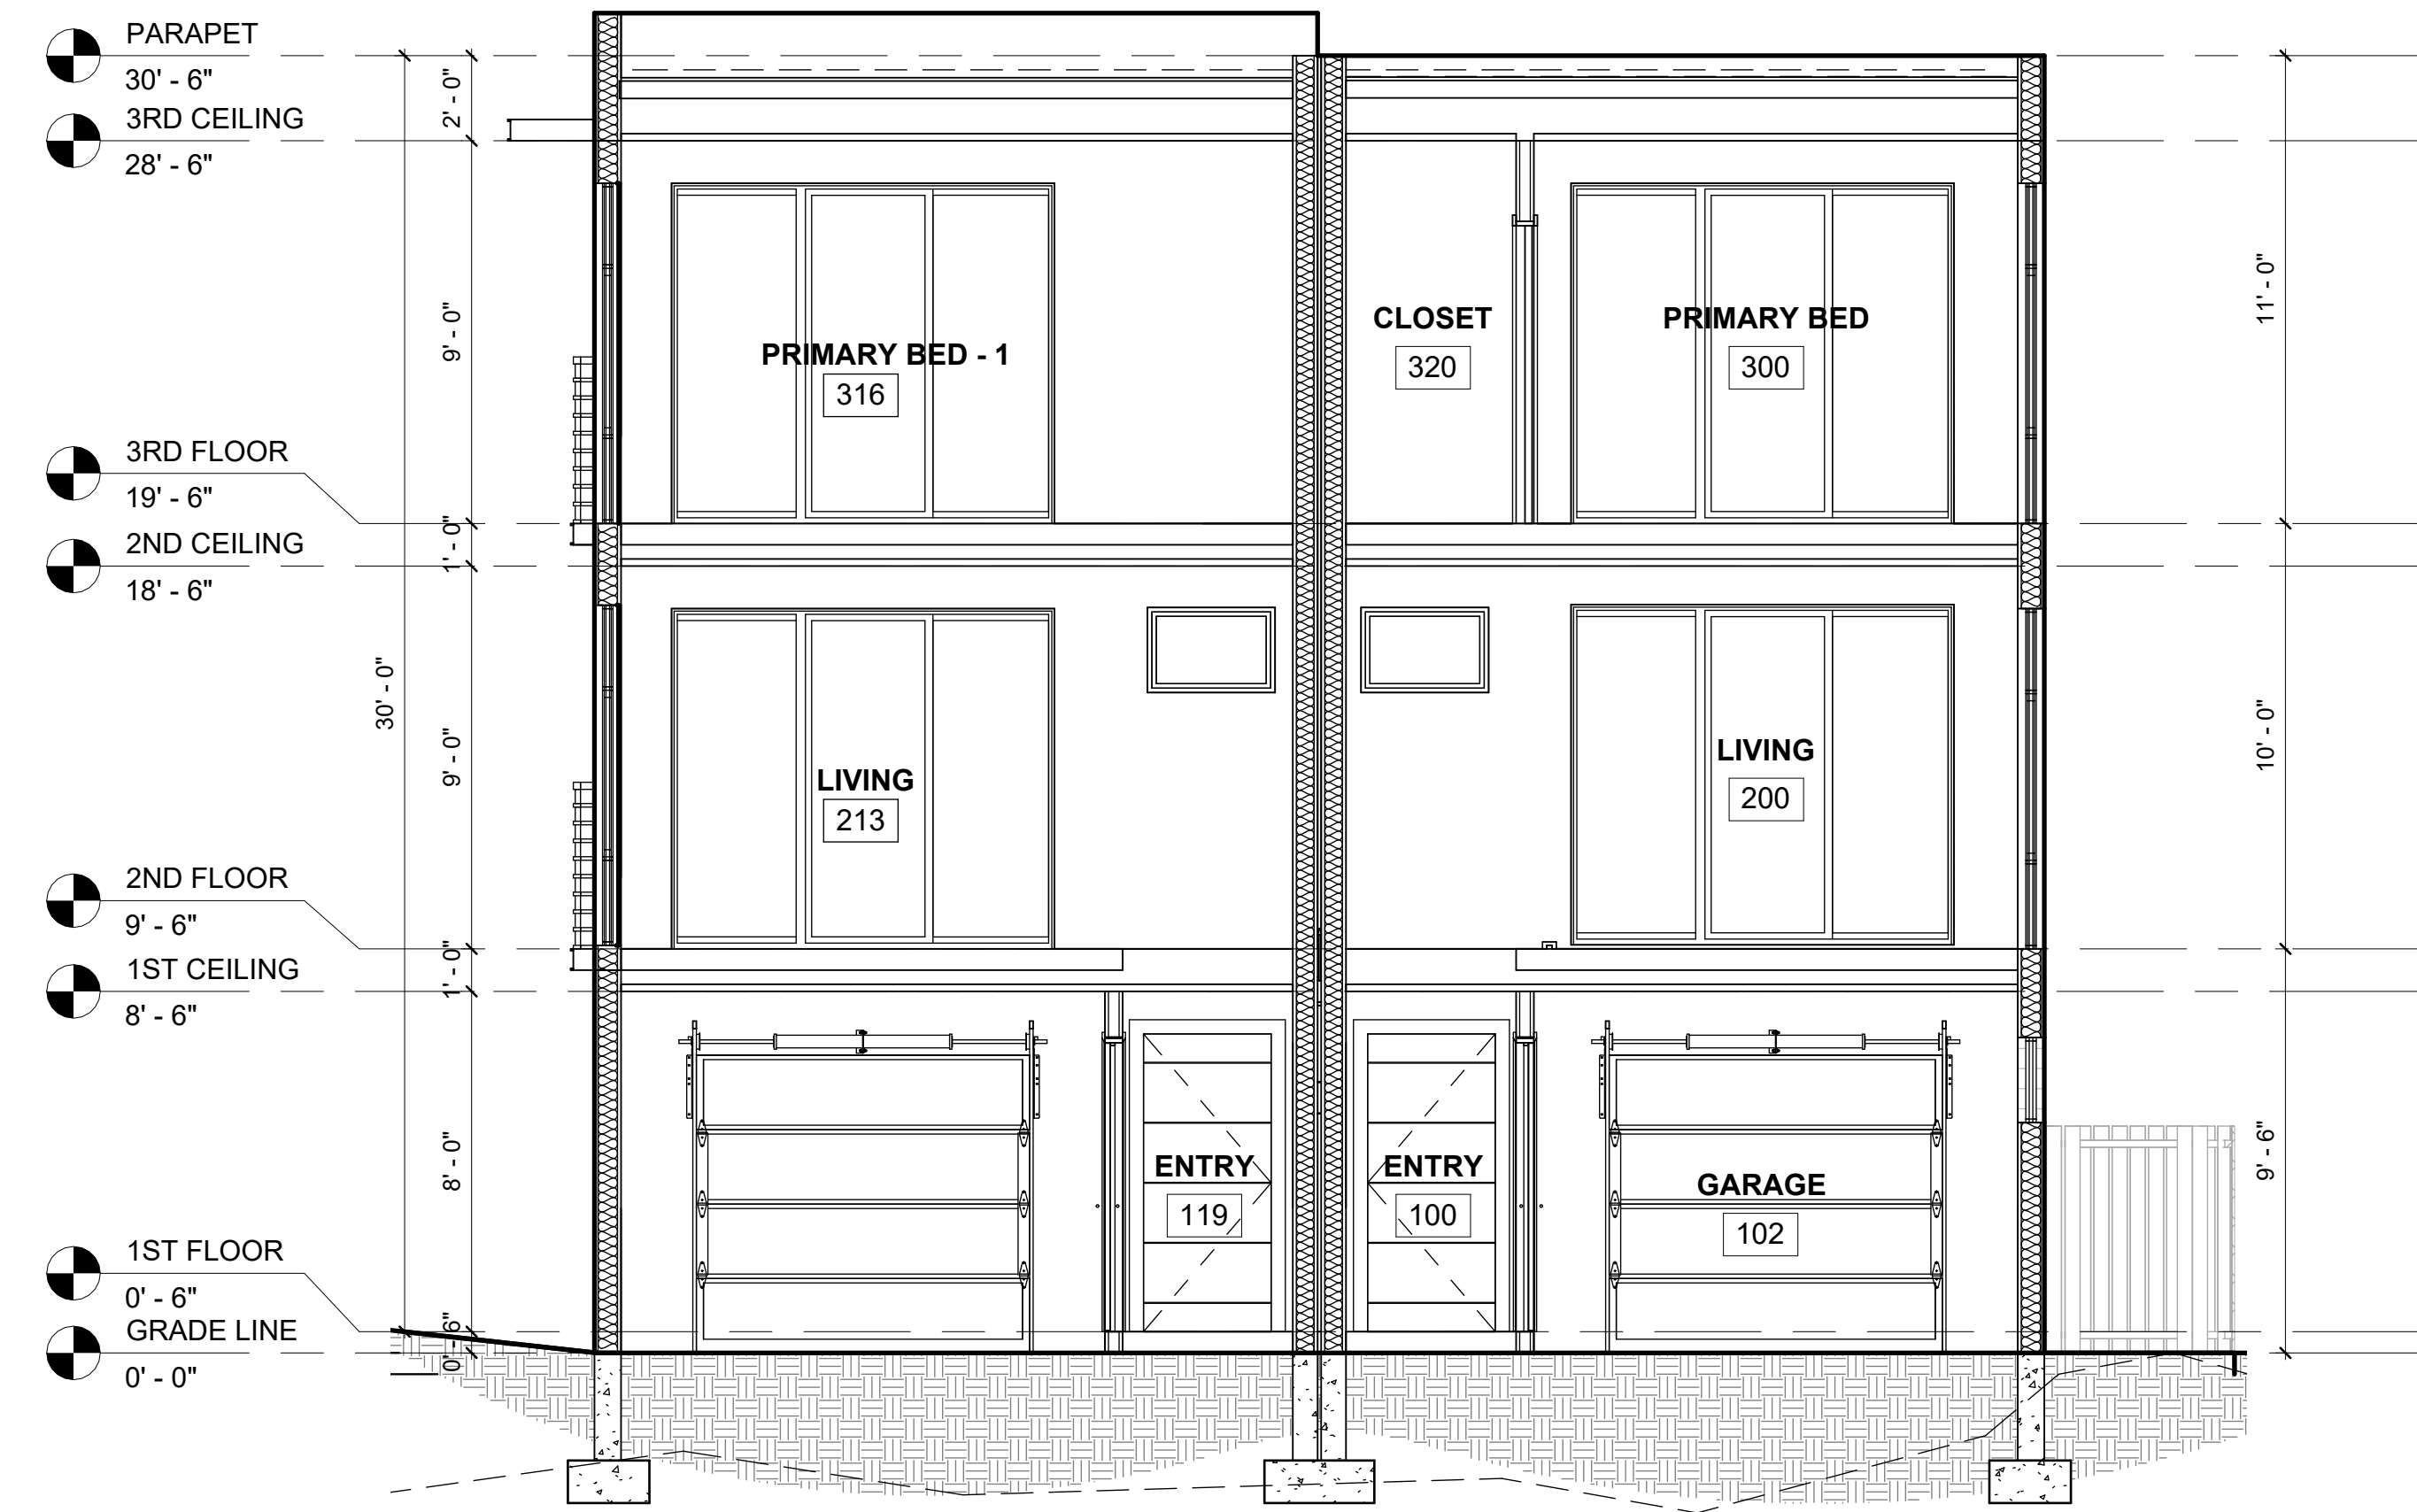 PARAPET
30' - 6"
3RD CEILING
28' - 6"
3RD FLOOR
19' - 6"
2ND CEILING
18' - 6"
2ND FLOOR
9' - 6"
1ST CEILING
8' - 6"
1ST FLOOR
0' - 6"
GRADE LINE
0' - 0"
30' - 0"
2' - 0"
9' - 0"
1' - 0"
9' - 0"
1' - 0"
8' - 0"
0' - 6"
PRIMARY BED - 1
316
CLOSET
320
PRIMARY BED
300
LIVING
213
LIVING
200
ENTRY
119
ENTRY
100
GARAGE
102
11' - 0"
10' - 0"
9' - 6"